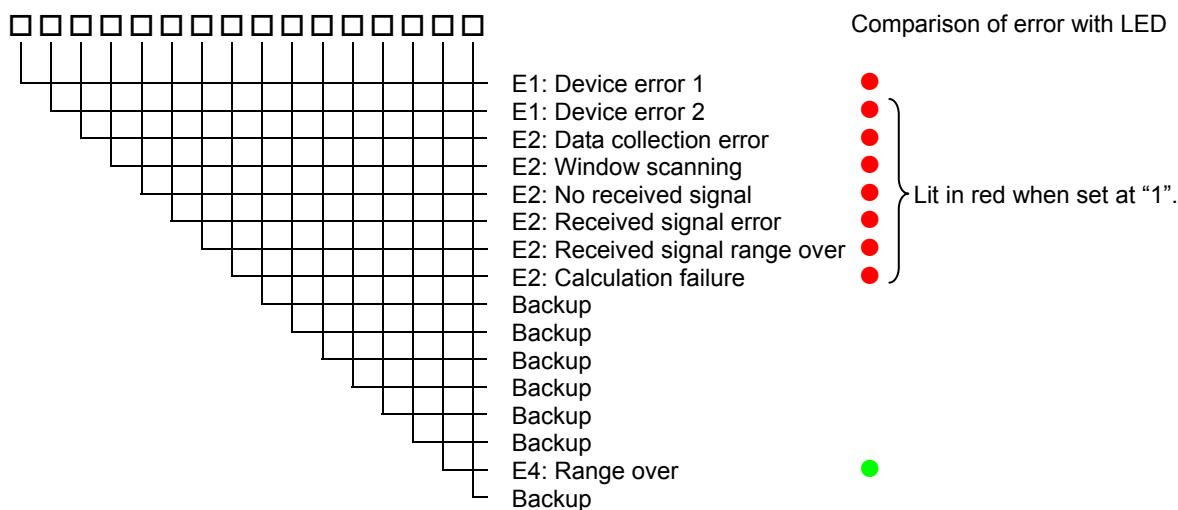 Comparison of error with LED
E1: Device error 1
E1: Device error 2
E2: Data collection error
E2: Window scanning
E2: No received signal
Lit in red when set at “1”.
E2: Received signal error
E2: Received signal range over
E2: Calculation failure
Backup
Backup
Backup
Backup
Backup
Backup
E4: Range over
Backup